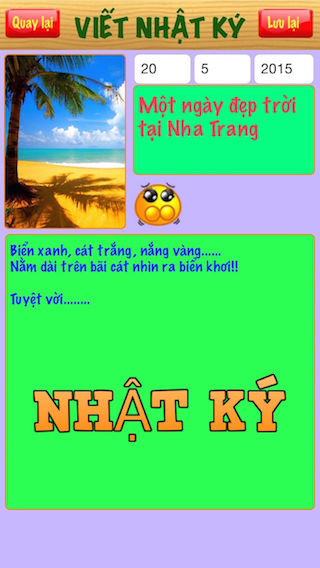 Quay lại
VIẾT NHẬT KÝ
Lưu lại
20
5
2015
Một ngày đẹp trời
tại Nha Trang
Biển xanh, cát trắng, nắng vàng......
Nằm dài trên bãi cát nhìn ra biển khơi!!
Tuyệt vời........
NHẬT KÝ